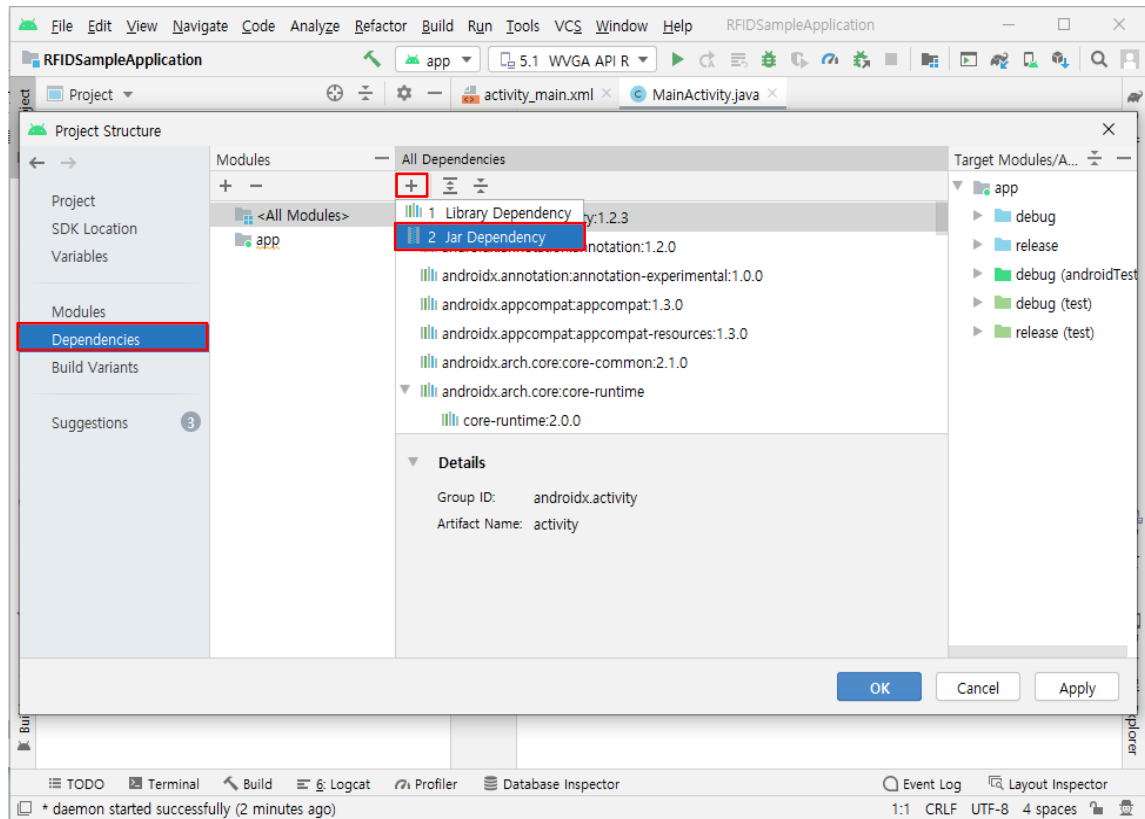 File Edit View Navigate Code Analyze Refactor Build Run Tools VCS Window Help RFIDSampleApplication
RFIDSampleApplication app 5.1 WVGA API R
ject Project activity_main.xml MainActivity.java
Project Structure
Modules All Dependencies Target Modules/A...
Project
SDK Location
Variables
Modules
Dependencies
Build Variants
Suggestions 3
<All Modules>
app
1 Library Dependency y:1.2.3
2 Jar Dependency nnotation:1.2.0
androidx.annotation:annotation-experimental:1.0.0
androidx.appcompat:appcompat:1.3.0
androidx.appcompat:appcompat-resources:1.3.0
androidx.arch.core:core-common:2.1.0
androidx.arch.core:core-runtime
core-runtime:2.0.0
Details
Group ID: androidx.activity
Artifact Name: activity
app
debug
release
debug (androidTest
debug (test)
release (test)
OK Cancel Apply
Bui
plorer
TODO Terminal Build 6: Logcat Profiler Database Inspector Event Log Layout Inspector
* daemon started successfully (2 minutes ago) 1:1 CRLF UTF-8 4 spaces